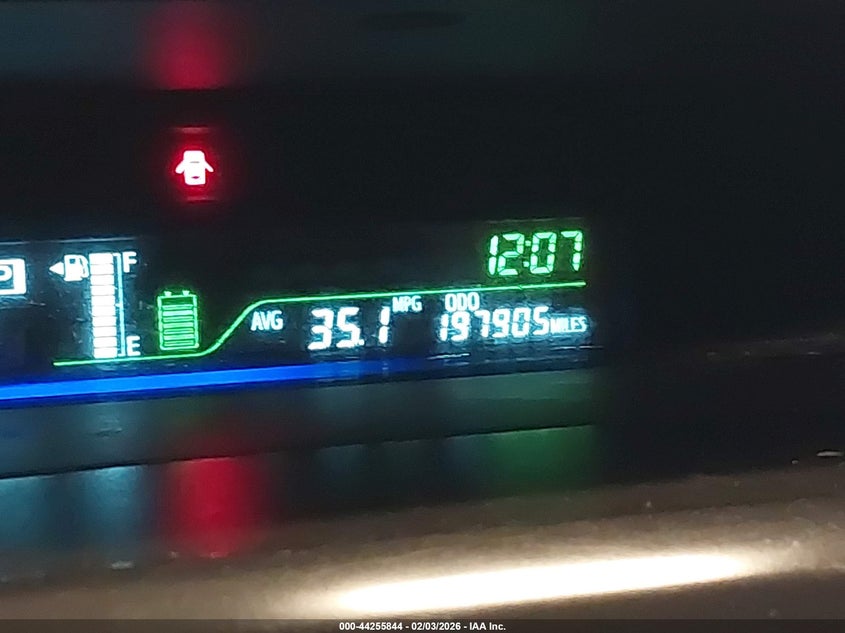 12:07
P
F
E
AVG 35.1 MPG
ODO 197905 MILES
000-44255844 - 02/03/2026 - IAA Inc.